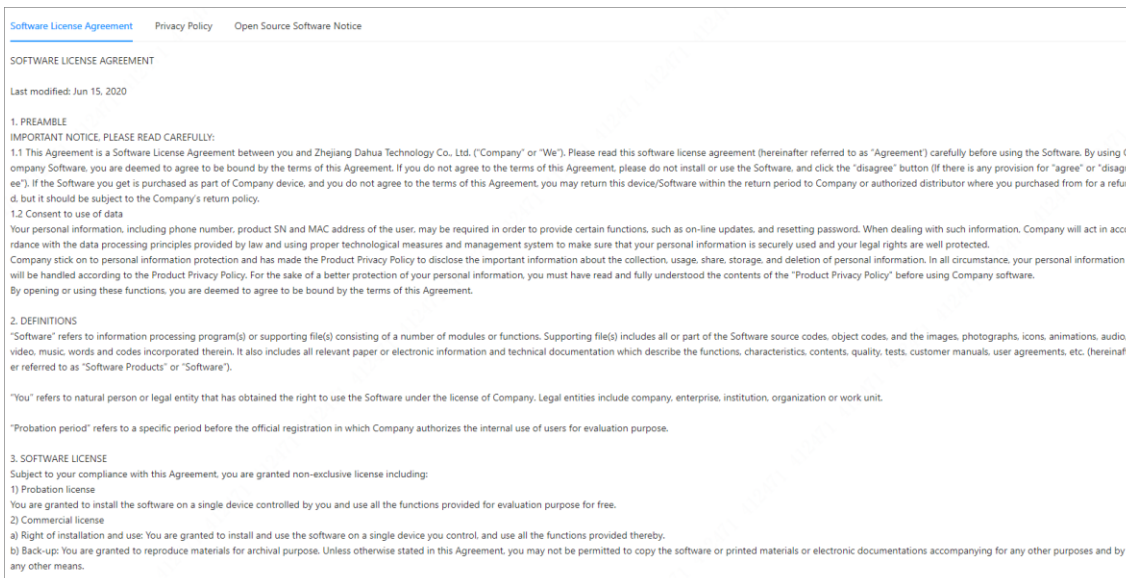 Software License Agreement Privacy Policy Open Source Software Notice
SOFTWARE LICENSE AGREEMENT
Last modified: Jun 15, 2020
1. PREAMBLE
IMPORTANT NOTICE, PLEASE READ CAREFULLY:
1.1 This Agreement is a Software License Agreement between you and Zhejiang Dahua Technology Co., Ltd. ("Company" or "We"). Please read this software license agreement (hereinafter referred to as "Agreement') carefully before using the Software. By using C
ompany Software, you are deemed to agree to be bound by the terms of this Agreement. If you do not agree to the terms of this Agreement, please do not install or use the Software, and click the "disagree" button (If there is any provision for "agree" or "disagr
ee"). If the Software you get is purchased as part of Company device, and you do not agree to the terms of this Agreement, you may return this device/Software within the return period to Company or authorized distributor where you purchased from for a refun
d, but it should be subject to the Company's return policy.
1.2 Consent to use of data
Your personal information, including phone number, product SN and MAC address of the user, may be required in order to provide certain functions, such as on-line updates, and resetting password. When dealing with such information, Company will act in acco
rdance with the data processing principles provided by law and using proper technological measures and management system to make sure that your personal information is securely used and your legal rights are well protected.
Company stick on to personal information protection and has made the Product Privacy Policy to disclose the important information about the collection, usage, share, storage, and deletion of personal information. In all circumstance, your personal information
will be handled according to the Product Privacy Policy. For the sake of a better protection of your personal information, you must have read and fully understood the contents of the "Product Privacy Policy" before using Company software.
By opening or using these functions, you are deemed to agree to be bound by the terms of this Agreement.
2. DEFINITIONS
"Software" refers to information processing program(s) or supporting file(s) consisting of a number of modules or functions. Supporting file(s) includes all or part of the Software source codes, object codes, and the images, photographs, icons, animations, audio,
video, music, words and codes incorporated therein. It also includes all relevant paper or electronic information and technical documentation which describe the functions, characteristics, contents, quality, tests, customer manuals, user agreements, etc. (hereinaft
er referred to as "Software Products" or "Software").
"You" refers to natural person or legal entity that has obtained the right to use the Software under the license of Company. Legal entities include company, enterprise, institution, organization or work unit.
"Probation period" refers to a specific period before the official registration in which Company authorizes the internal use of users for evaluation purpose.
3. SOFTWARE LICENSE
Subject to your compliance with this Agreement, you are granted non-exclusive license including:
1) Probation license
You are granted to install the software on a single device controlled by you and use all the functions provided for evaluation purpose for free.
2) Commercial license
a) Right of installation and use: You are granted to install and use the software on a single device you control, and use all the functions provided thereby.
b) Back-up: You are granted to reproduce materials for archival purpose. Unless otherwise stated in this Agreement, you may not be permitted to copy the software or printed materials or electronic documentations accompanying for any other purposes and by
any other means.